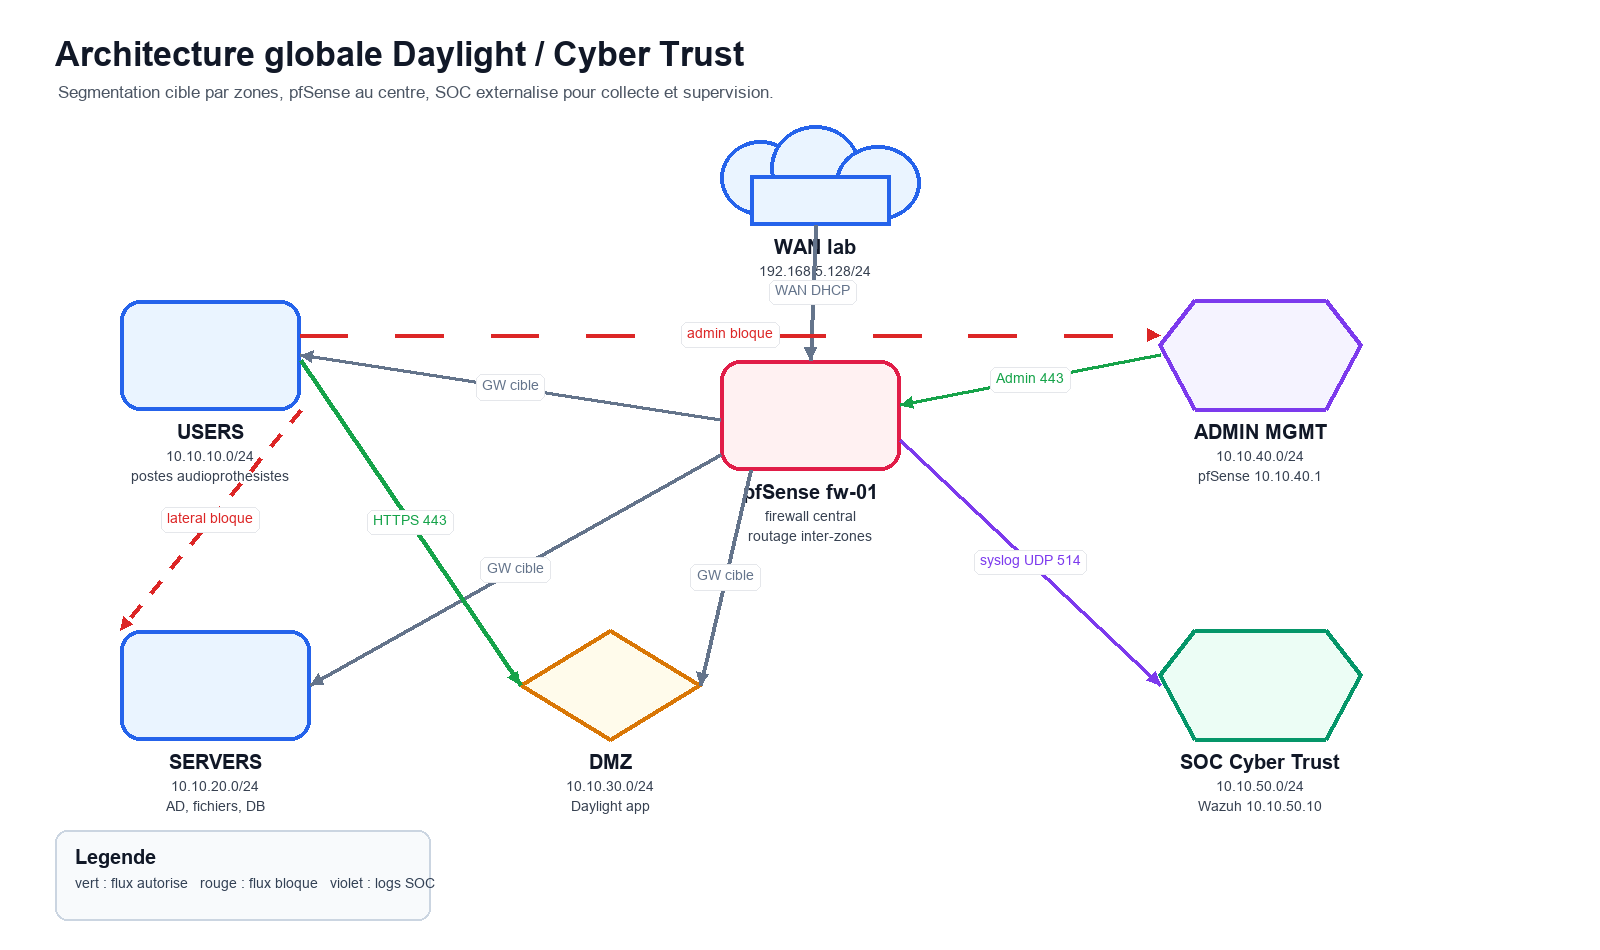 Architecture globale Daylight / Cyber Trust
Segmentation cible par zones, pfSense au centre, SOC externalise pour collecte et supervision.
WAN lab
192.168.5.128/24
WAN DHCP
admin bloque
GW cible
Admin 443
USERS
10.10.10.0/24
postes audioprothesistes
ADMIN MGMT
10.10.40.0/24
pfSense 10.10.40.1
pfSense fw-01
firewall central
routage inter-zones
lateral bloque
HTTPS 443
GW cible
GW cible
syslog UDP 514
SERVERS
10.10.20.0/24
AD, fichiers, DB
DMZ
10.10.30.0/24
Daylight app
SOC Cyber Trust
10.10.50.0/24
Wazuh 10.10.50.10
Legende
vert : flux autorise rouge : flux bloque violet : logs SOC